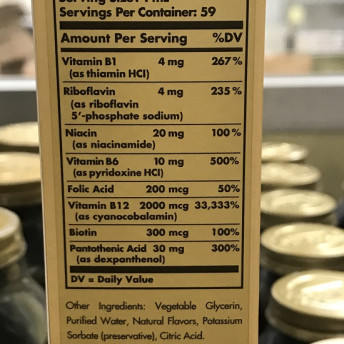 Servings Per Container: 59
Amount Per Serving %DV
Vitamin B1 4 mg 267%
(as thiamin HCl)
Riboflavin 4 mg 235%
(as riboflavin
5'-phosphate sodium)
Niacin 20 mg 100%
(as niacinamide)
Vitamin B6 10 mg 500%
(as pyridoxine HCl)
Folic Acid 200 mcg 50%
Vitamin B12 2000 mcg 33,333%
(as cyanocobalamin)
Biotin 300 mcg 100%
Pantothenic Acid 30 mg 300%
(as dexpanthenol)
DV = Daily Value
Other Ingredients: Vegetable Glycerin,
Purified Water, Natural Flavors, Potassium
Sorbate (preservative), Citric Acid.